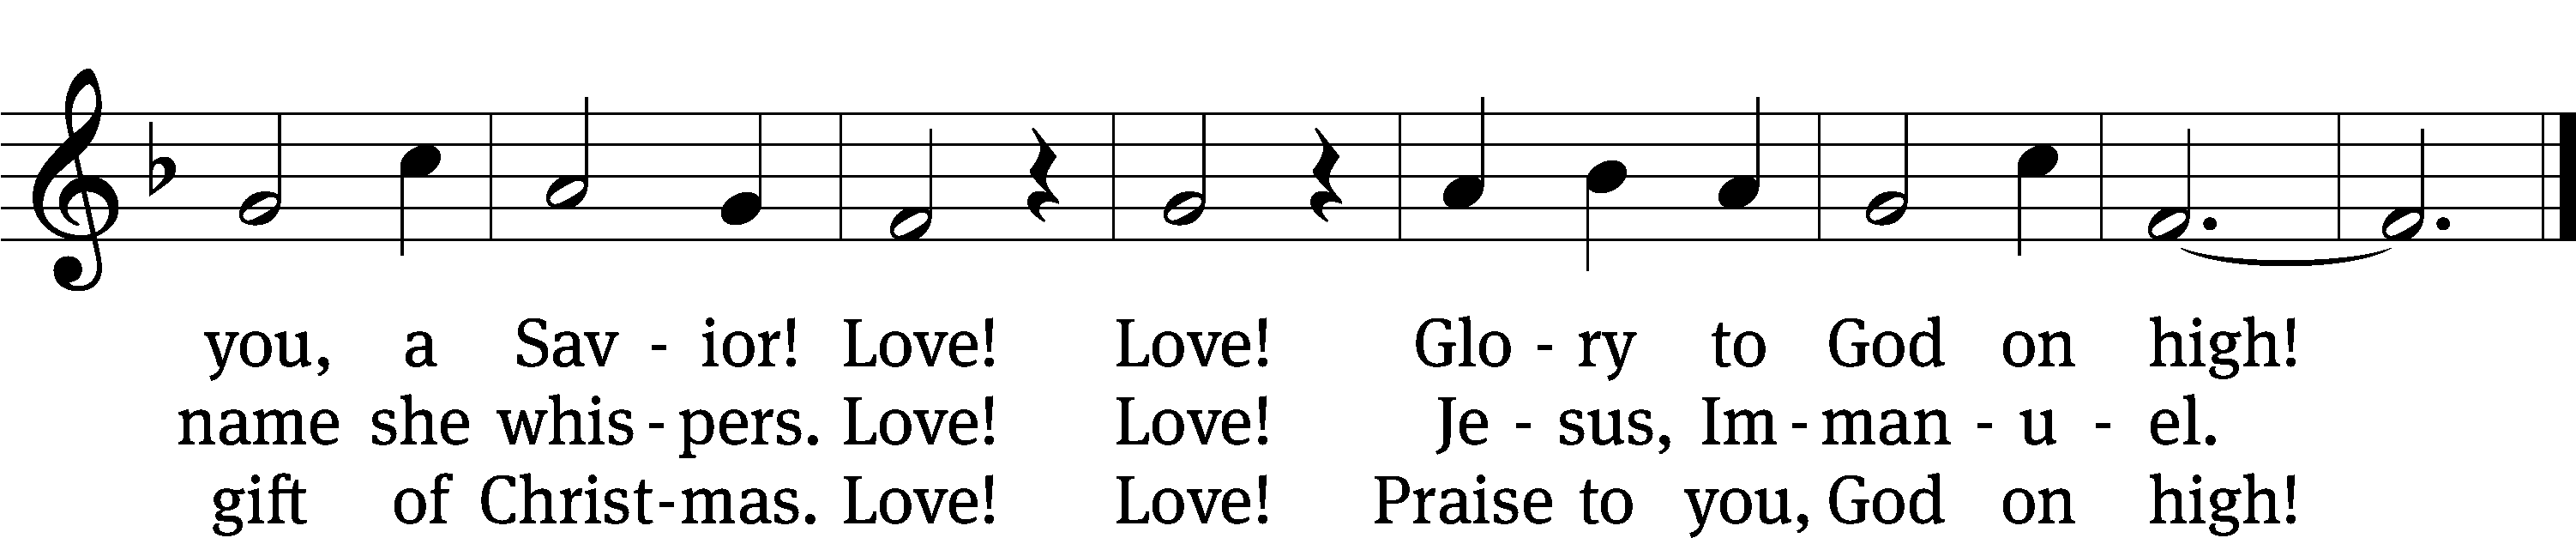 you, a Sav - ior! Love! Love! Glo - ry to God on high!
name she whis - pers. Love! Love! Je - sus, Im - man - u - el.
gift of Christ - mas. Love! Love! Praise to you, God on high!